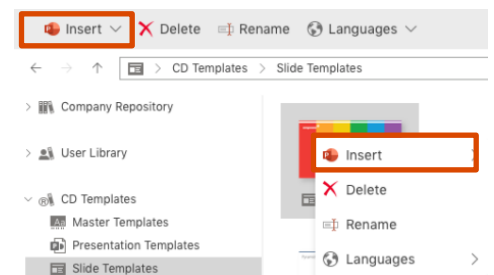 Insert Delete Rename Languages
> CD Templates > Slide Templates
> Company Repository
> User Library
CD Templates
Master Templates
Presentation Templates
Slide Templates
Insert
Delete
Rename
Languages >